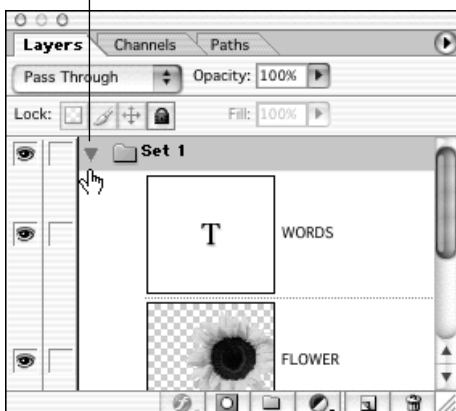 Layers Channels Paths
Pass Through Opacity: 100%
Lock: Fill: 100%
Set 1
T WORDS
FLOWER